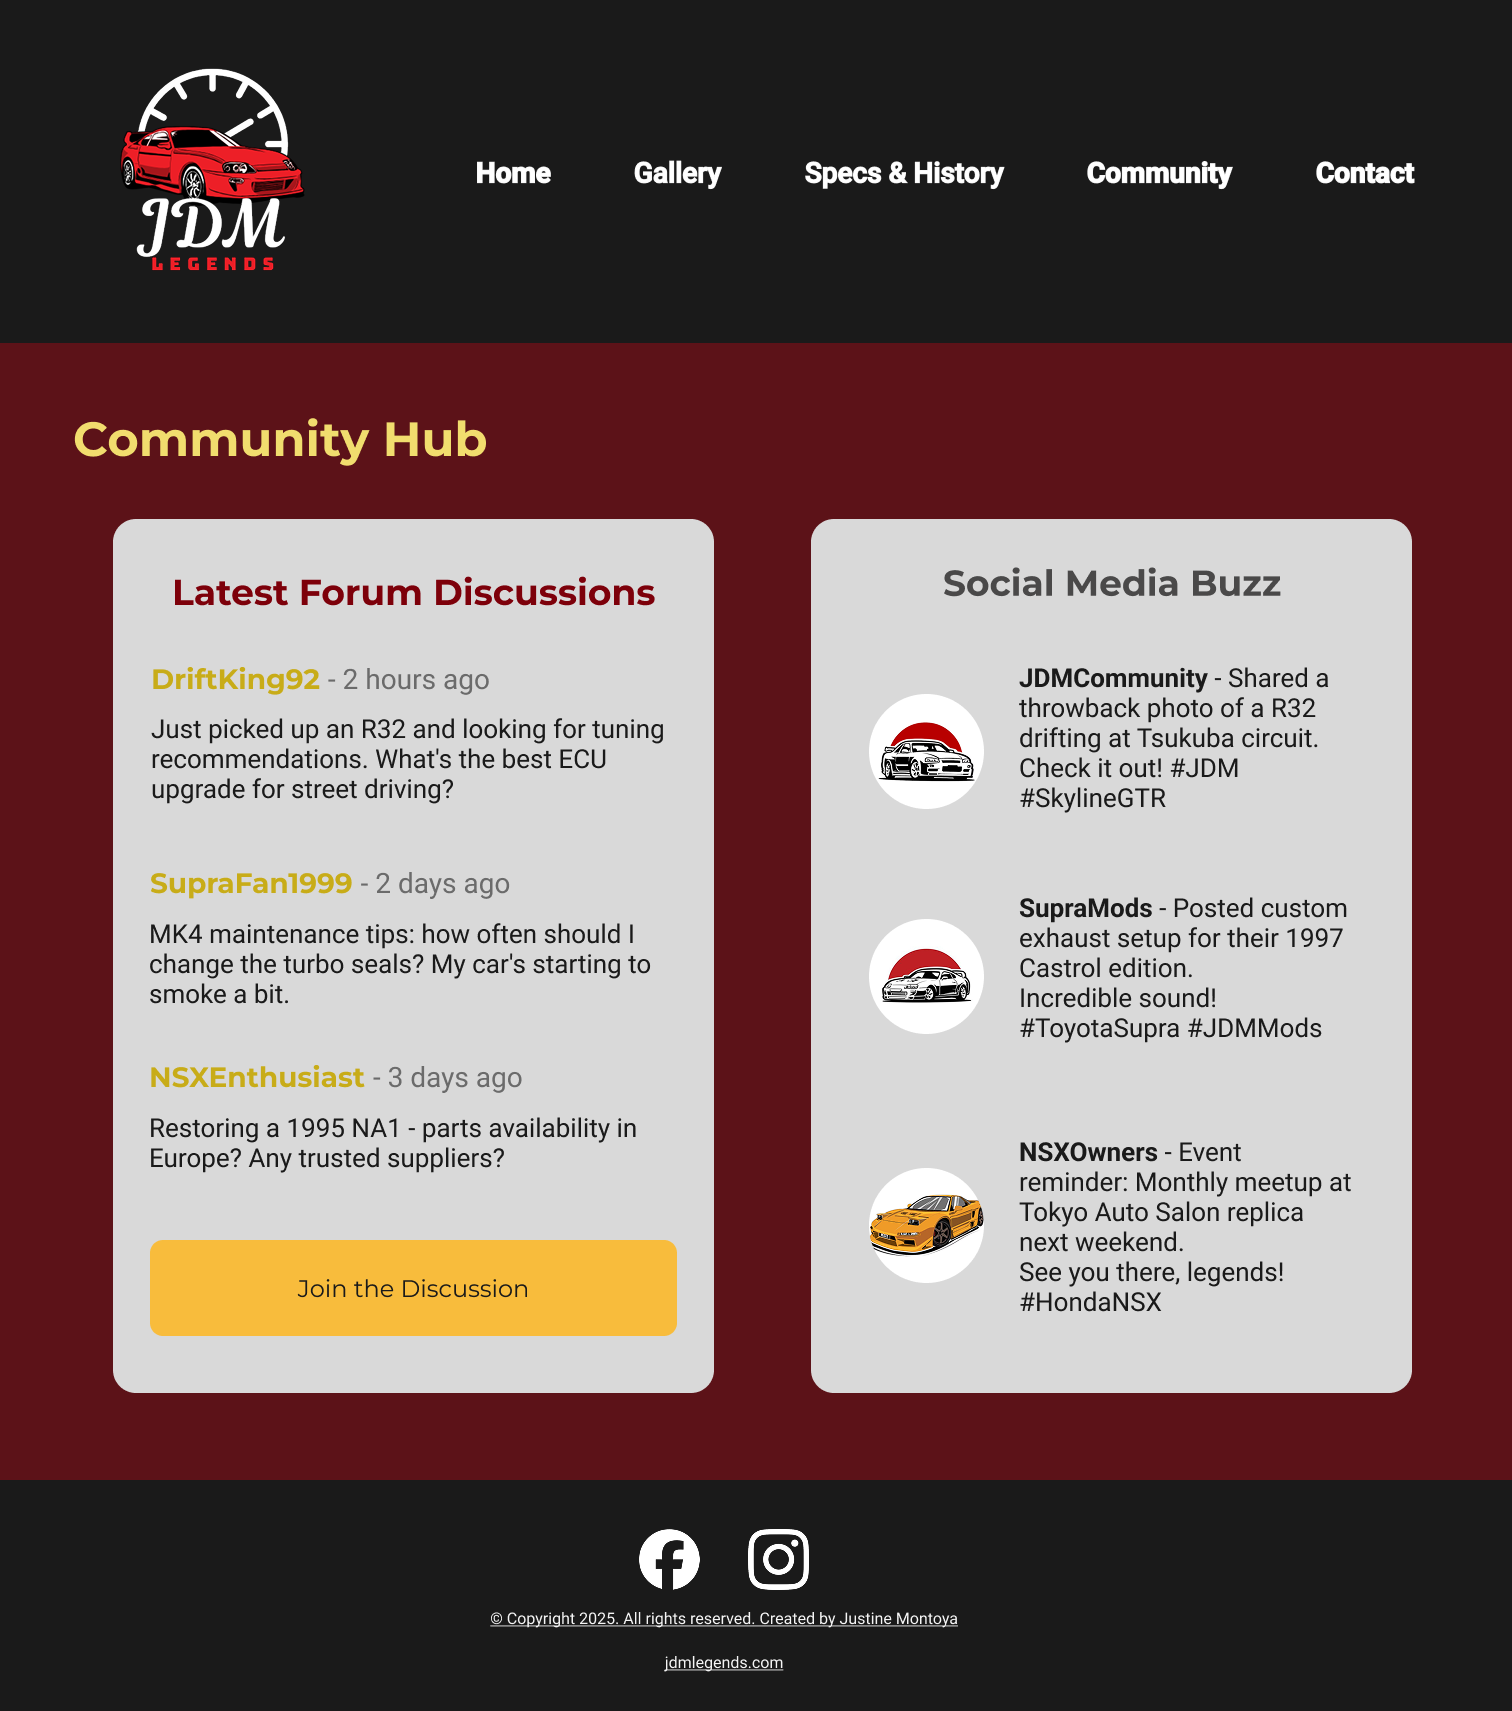 JDM
LEGENDS
Home
Gallery
Specs & History
Community
Contact
Community Hub
Latest Forum Discussions
DriftKing92 - 2 hours ago
Just picked up an R32 and looking for tuning
recommendations. What's the best ECU
upgrade for street driving?
SupraFan1999 - 2 days ago
MK4 maintenance tips: how often should I
change the turbo seals? My car's starting to
smoke a bit.
NSXEnthusiast - 3 days ago
Restoring a 1995 NA1 - parts availability in
Europe? Any trusted suppliers?
Join the Discussion
Social Media Buzz
JDMCommunity - Shared a
throwback photo of a R32
drifting at Tsukuba circuit.
Check it out! #JDM
#SkylineGTR
SupraMods - Posted custom
exhaust setup for their 1997
Castrol edition.
Incredible sound!
#ToyotaSupra #JDMMods
NSXOwners - Event
reminder: Monthly meetup at
Tokyo Auto Salon replica
next weekend.
See you there, legends!
#HondaNSX
© Copyright 2025. All rights reserved. Created by Justine Montoya
jdmlegends.com